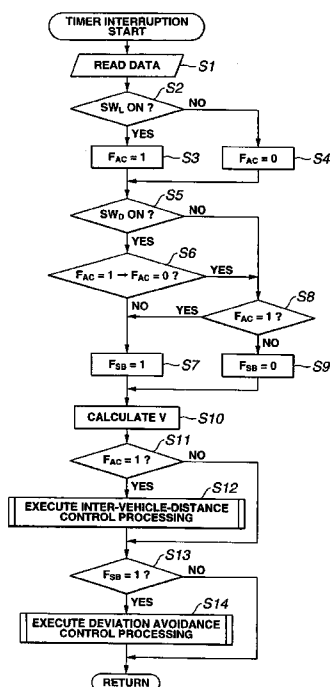 TIMER INTERRUPTION
START
READ DATA
S1
S2
SWL ON ?
NO
YES
FAC = 1
S3
FAC = 0
S4
S5
SWD ON ?
NO
YES
S6
FAC = 1 → FAC = 0 ?
YES
S8
NO
YES
FAC = 1 ?
NO
FSB = 1
S7
FSB = 0
S9
CALCULATE V
S10
S11
FAC = 1 ?
NO
YES
S12
EXECUTE INTER-VEHICLE-DISTANCE
CONTROL PROCESSING
S13
FSB = 1 ?
NO
YES
S14
EXECUTE DEVIATION AVOIDANCE
CONTROL PROCESSING
RETURN